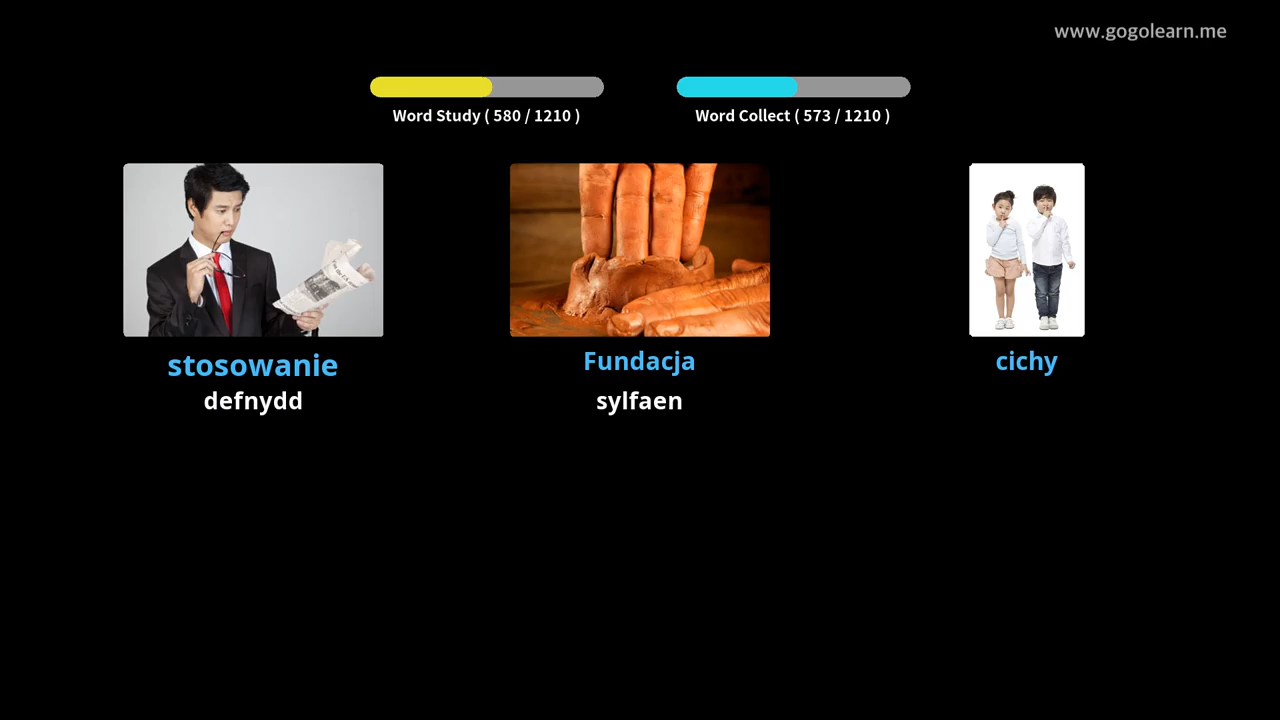 www.gogolearn.me
Word Study ( 580 / 1210 )
Word Collect ( 573 / 1210 )
stosowanie
defnydd
Fundacja
sylfaen
cichy